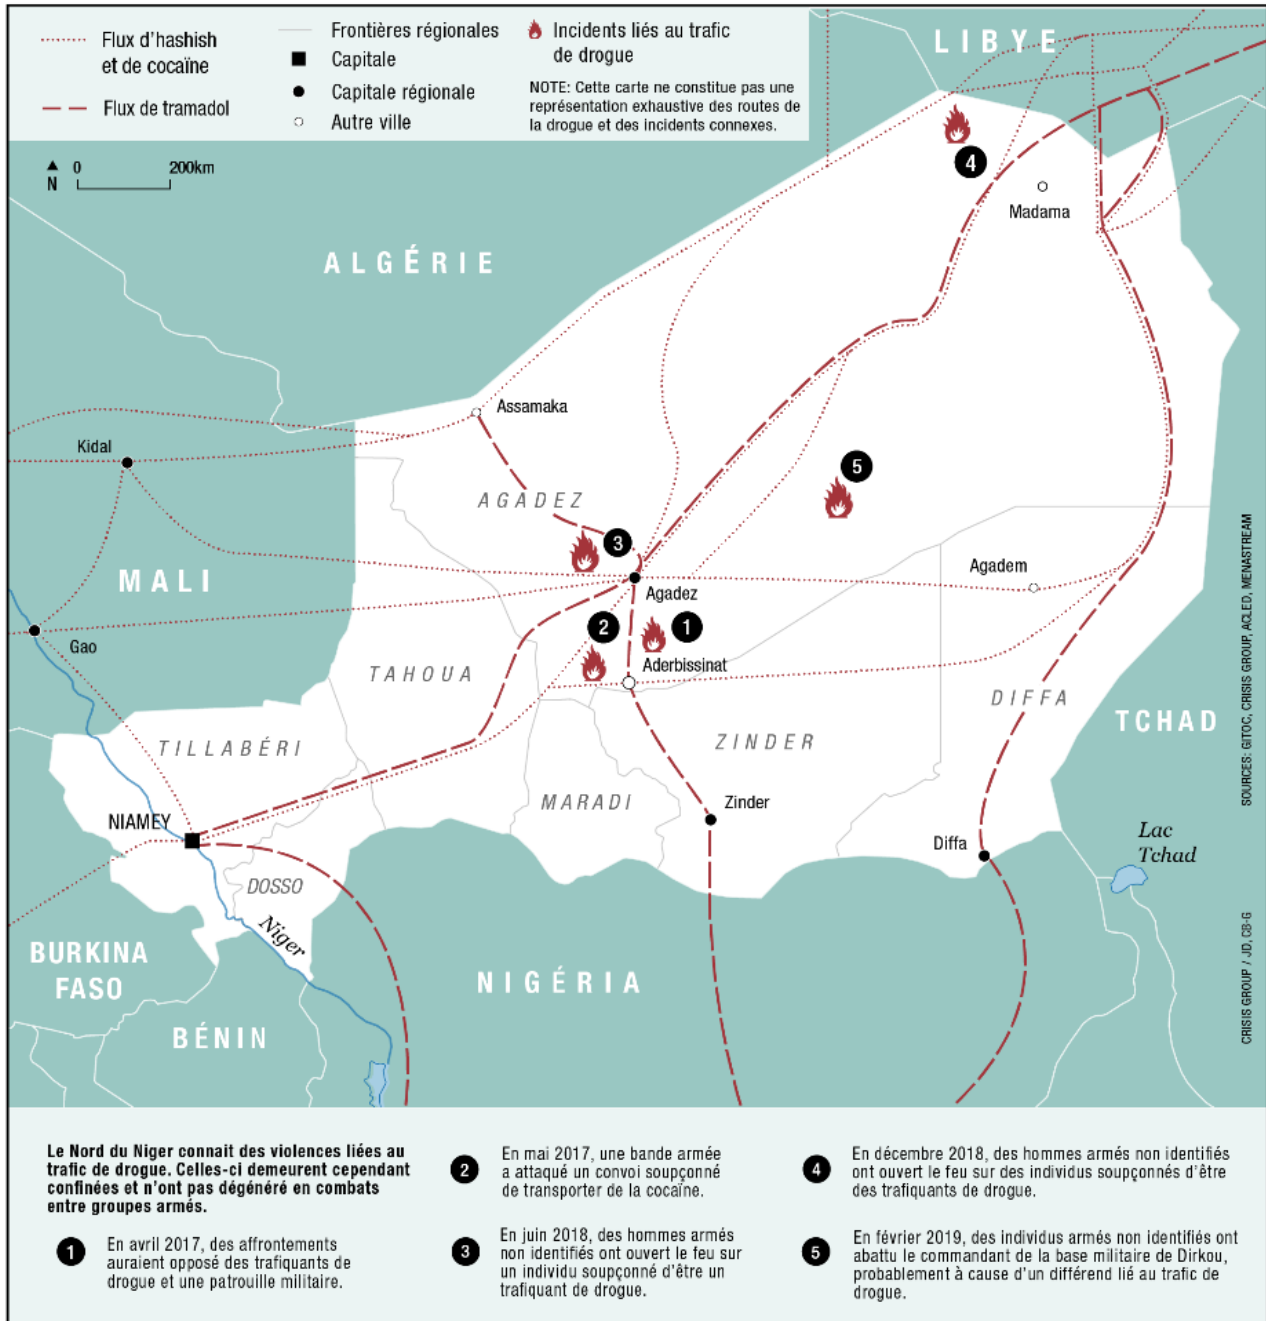 Flux d'hashish
et de cocaïne
Flux de tramadol
Frontières régionales
Capitale
Capitale régionale
Autre ville
Incidents liés au trafic
de drogue
NOTE: Cette carte ne constitue pas une
représentation exhaustive des routes de
la drogue et des incidents connexes.
N
0
200km
LIBYE
4
Madama
ALGÉRIE
Assamaka
Kidal
AGADEZ
5
3
MALI
Agadez
Agadem
2
1
Gao
Aderbissinat
TAHOUA
DIFFA
TCHAD
TILLABÉRI
ZINDER
MARADI
Zinder
NIAMEY
Diffa
Lac
Tchad
DOSSO
Niger
BURKINA
FASO
NIGÉRIA
BÉNIN
SOURCES: GITOC, CRISIS GROUP, ACLED, MENASTREAM
CRISIS GROUP / JD, CB-G
Le Nord du Niger connait des violences liées au
trafic de drogue. Celles-ci demeurent cependant
confinées et n'ont pas dégénéré en combats
entre groupes armés.
1
En avril 2017, des affrontements
auraient opposé des trafiquants de
drogue et une patrouille militaire.
2
En mai 2017, une bande armée
a attaqué un convoi soupçonné
de transporter de la cocaïne.
3
En juin 2018, des hommes armés
non identifiés ont ouvert le feu sur
un individu soupçonné d'être un
trafiquant de drogue.
4
En décembre 2018, des hommes armés non identifiés
ont ouvert le feu sur des individus soupçonnés d'être
des trafiquants de drogue.
5
En février 2019, des individus armés non identifiés ont
abattu le commandant de la base militaire de Dirkou,
probablement à cause d'un différend lié au trafic de
drogue.